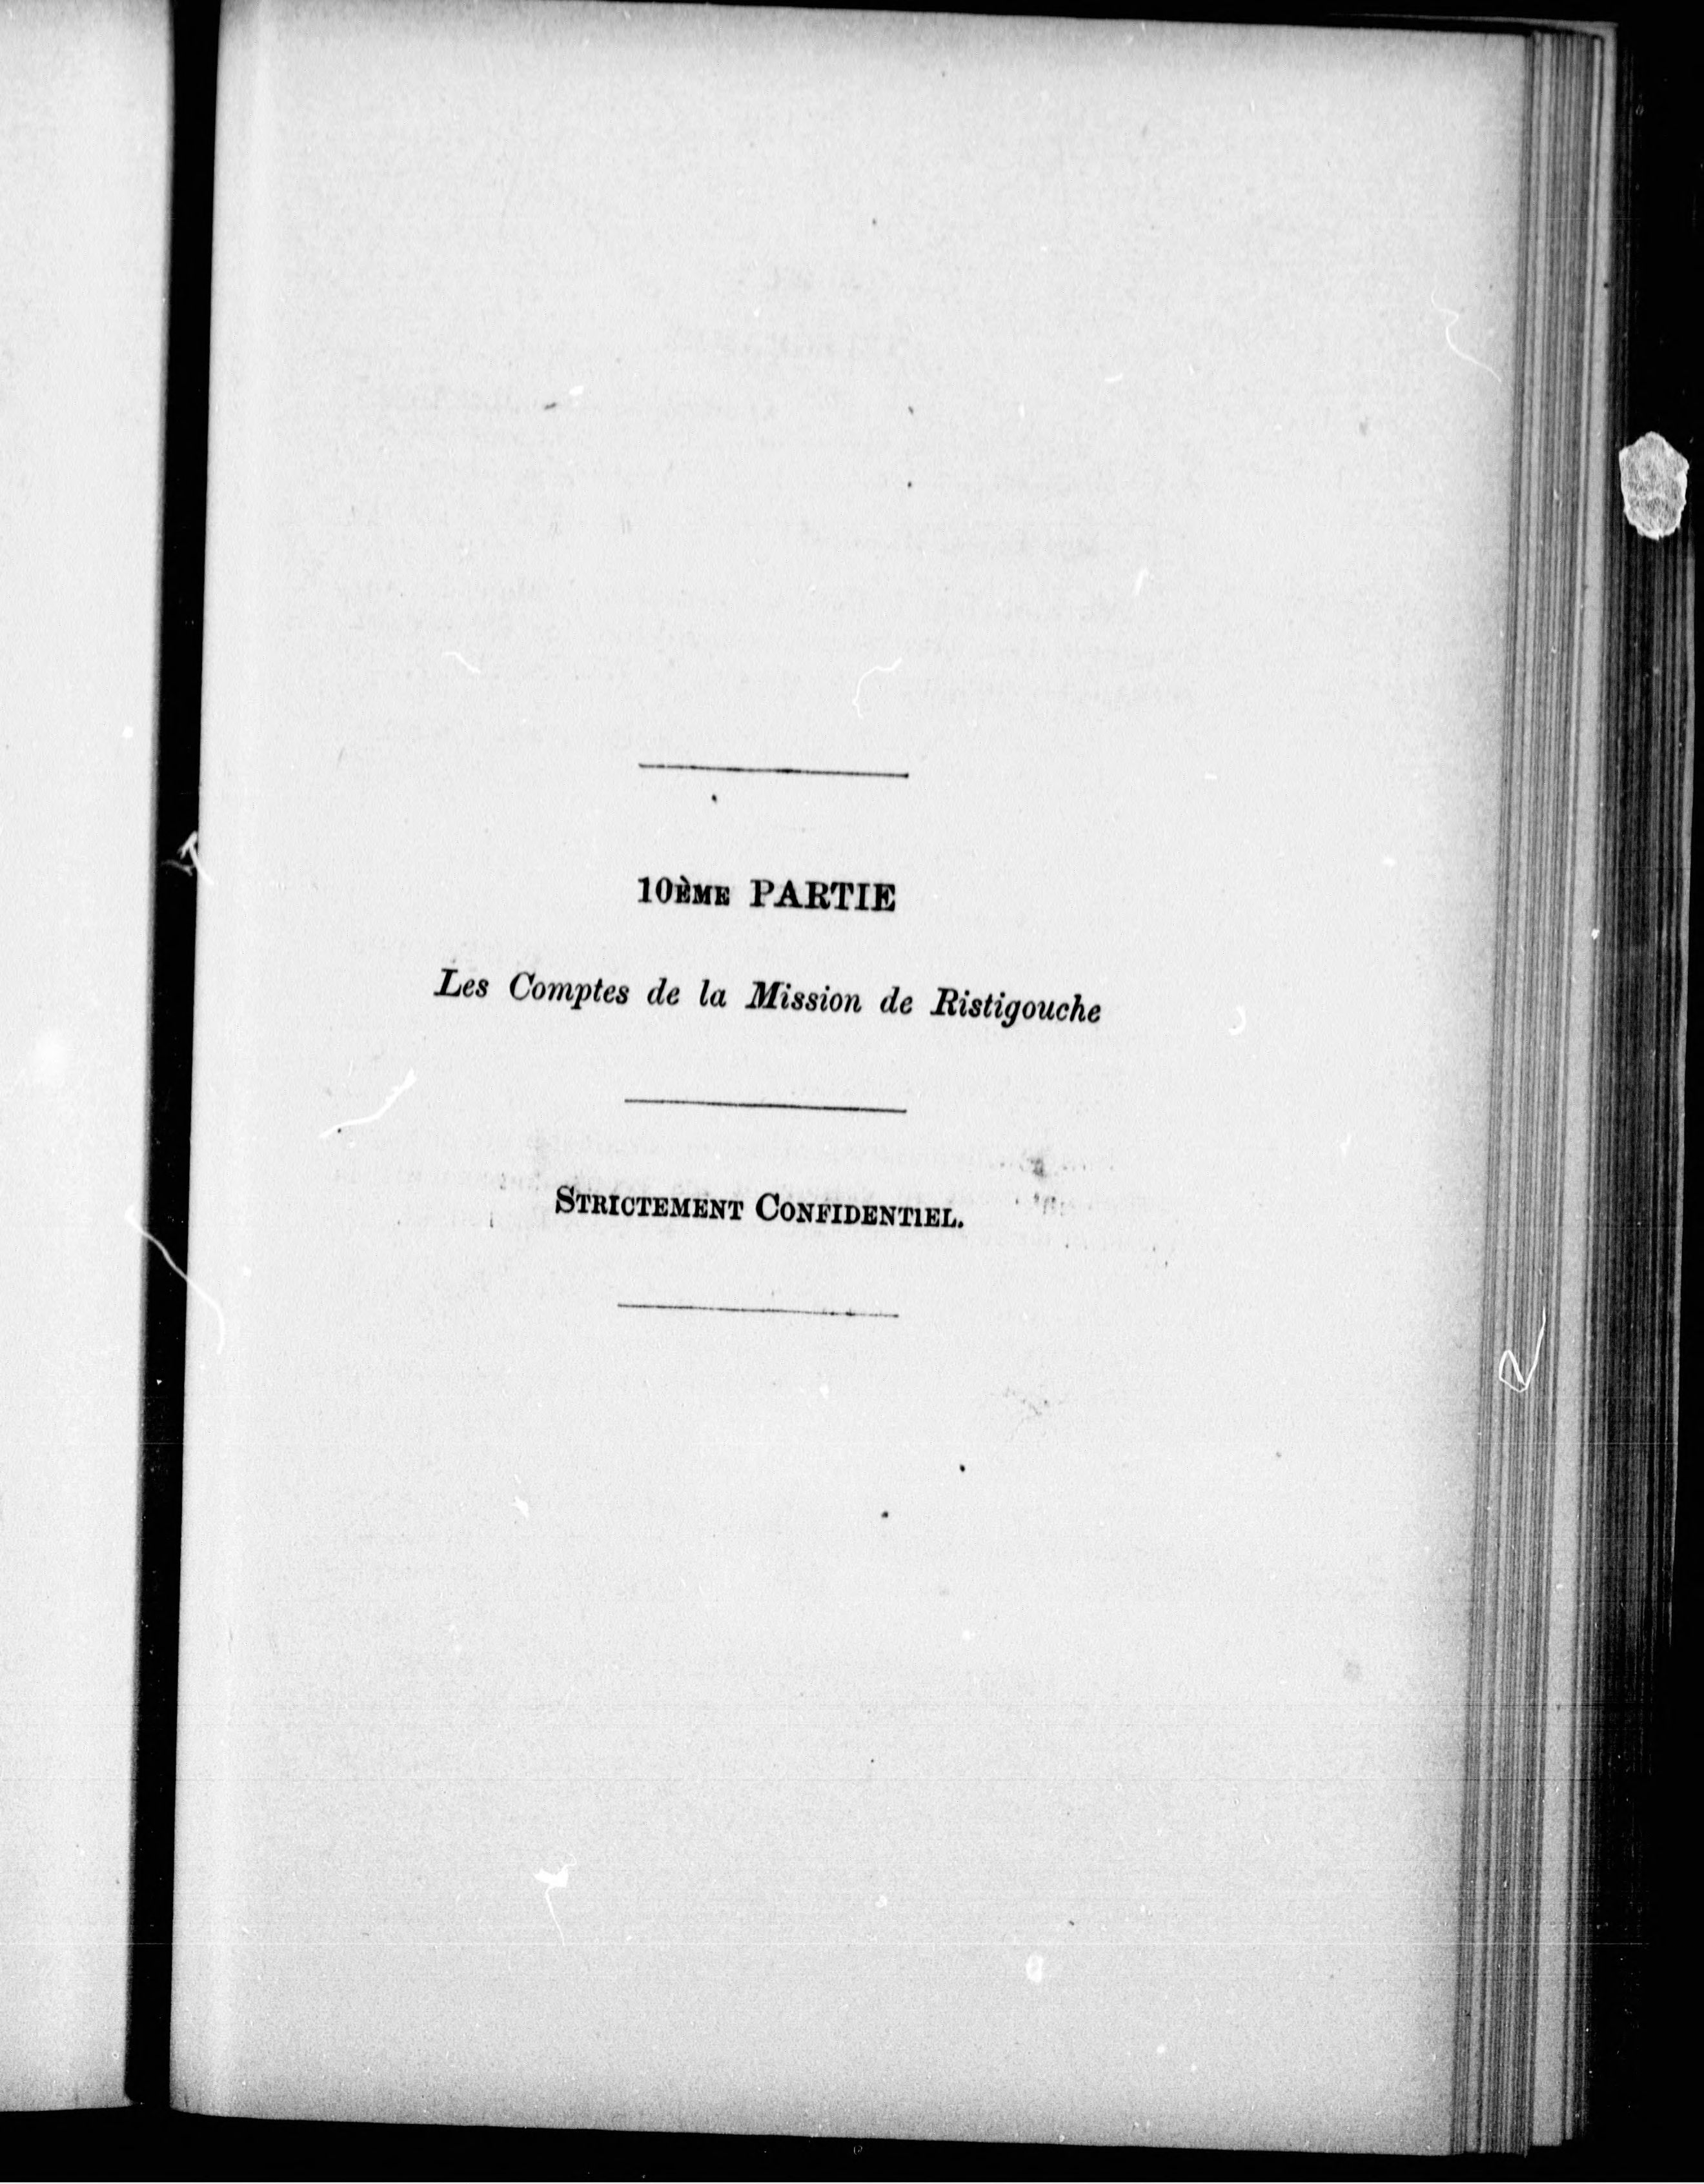 10ÈME PARTIE
Les Comptes de la Mission de Ristigouche
STRICTEMENT CONFIDENTIEL.